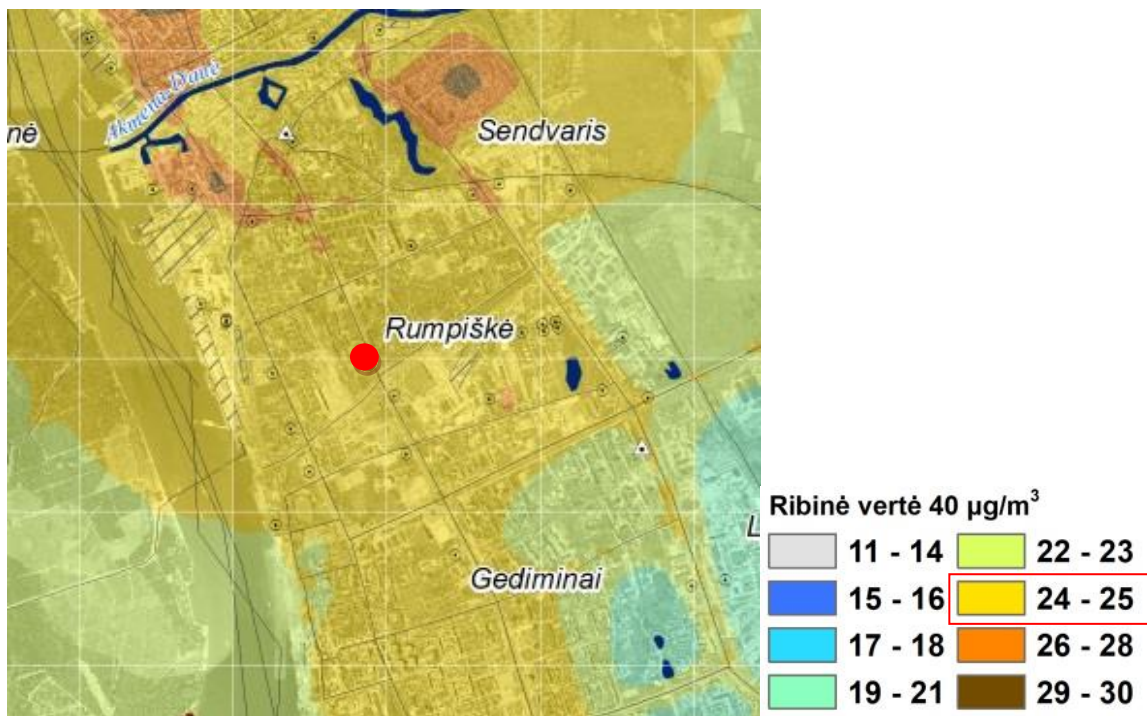 Akmena Danė
nė
Sendvaris
Rumpiškė
Gediminai
L
Ribinė vertė 40 µg/m³
11 - 14
22 - 23
15 - 16
24 - 25
17 - 18
26 - 28
19 - 21
29 - 30